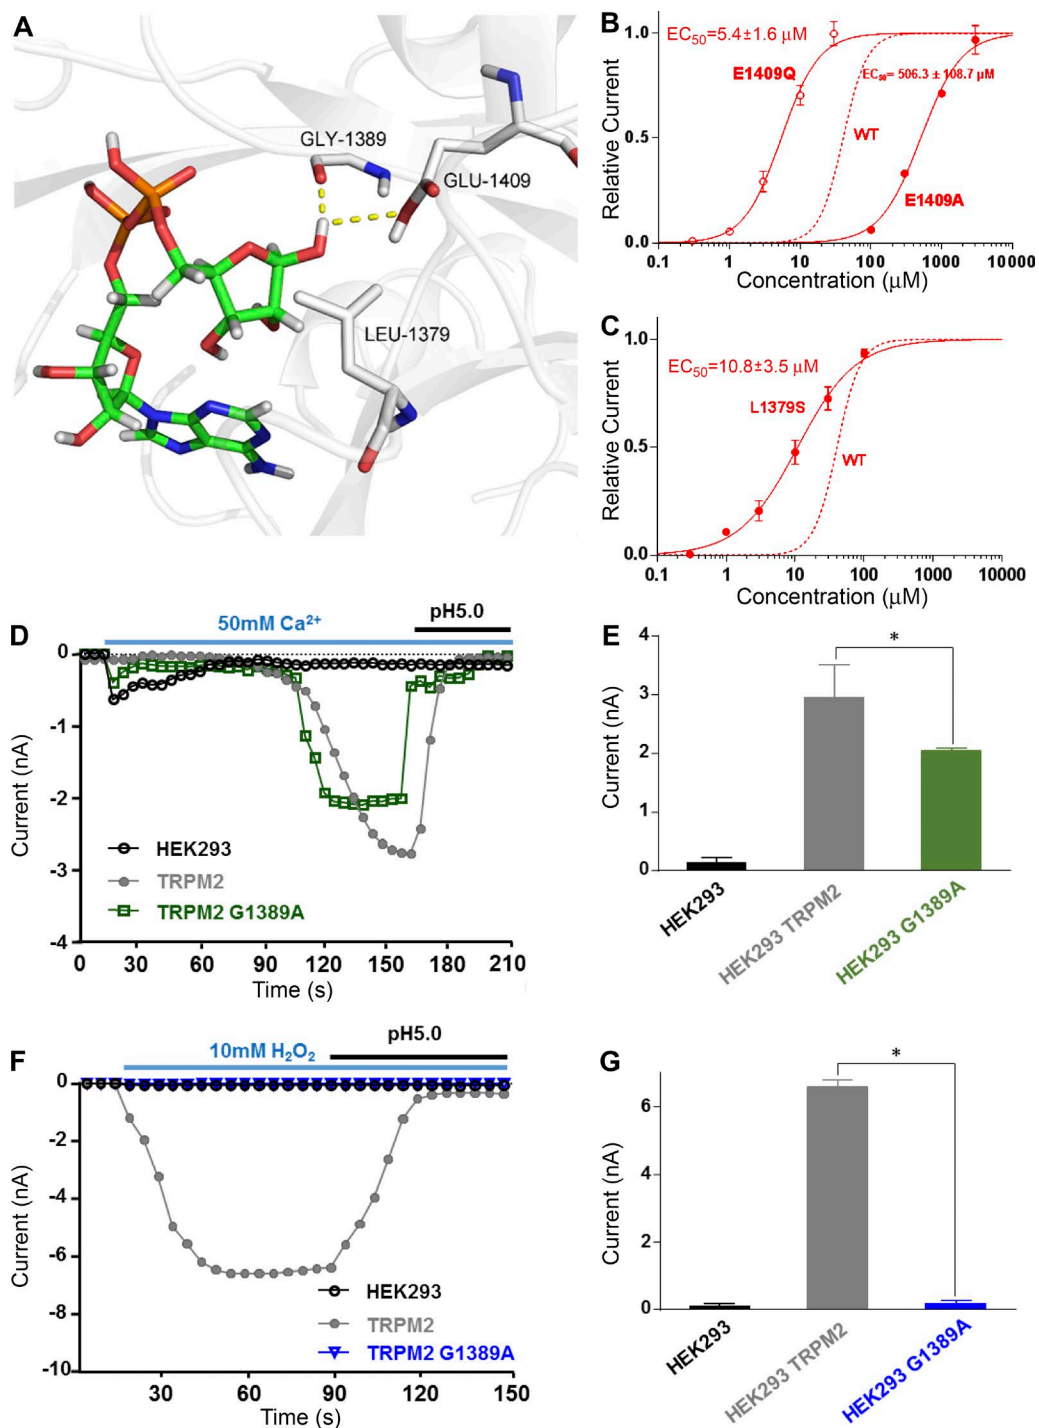 A
GLY-1389
GLU-1409
LEU-1379
B
Relative Current
1.0
0.5
0.0
EC50=5.4±1.6 µM
E1409Q
EC50= 506.3 ± 108.7 µM
WT
E1409A
0.1 1 10 100 1000 10000
Concentration (µM)
C
Relative Current
1.0
0.5
0.0
EC50=10.8±3.5 µM
L1379S
WT
0.1 1 10 100 1000 10000
Concentration (µM)
D
50mM Ca2+
pH5.0
Current (nA)
0
-1
-2
-3
-4
HEK293
TRPM2
TRPM2 G1389A
0 30 60 90 120 150 180 210
Time (s)
E
*
Current (nA)
4
3
2
1
0
HEK293
HEK293 TRPM2
HEK293 G1389A
F
10mM H2O2
pH5.0
Current (nA)
0
-2
-4
-6
-8
-10
HEK293
TRPM2
TRPM2 G1389A
30 60 90 120 150
Time (s)
G
*
Current (nA)
6
4
2
0
HEK293
HEK293 TRPM2
HEK293 G1389A